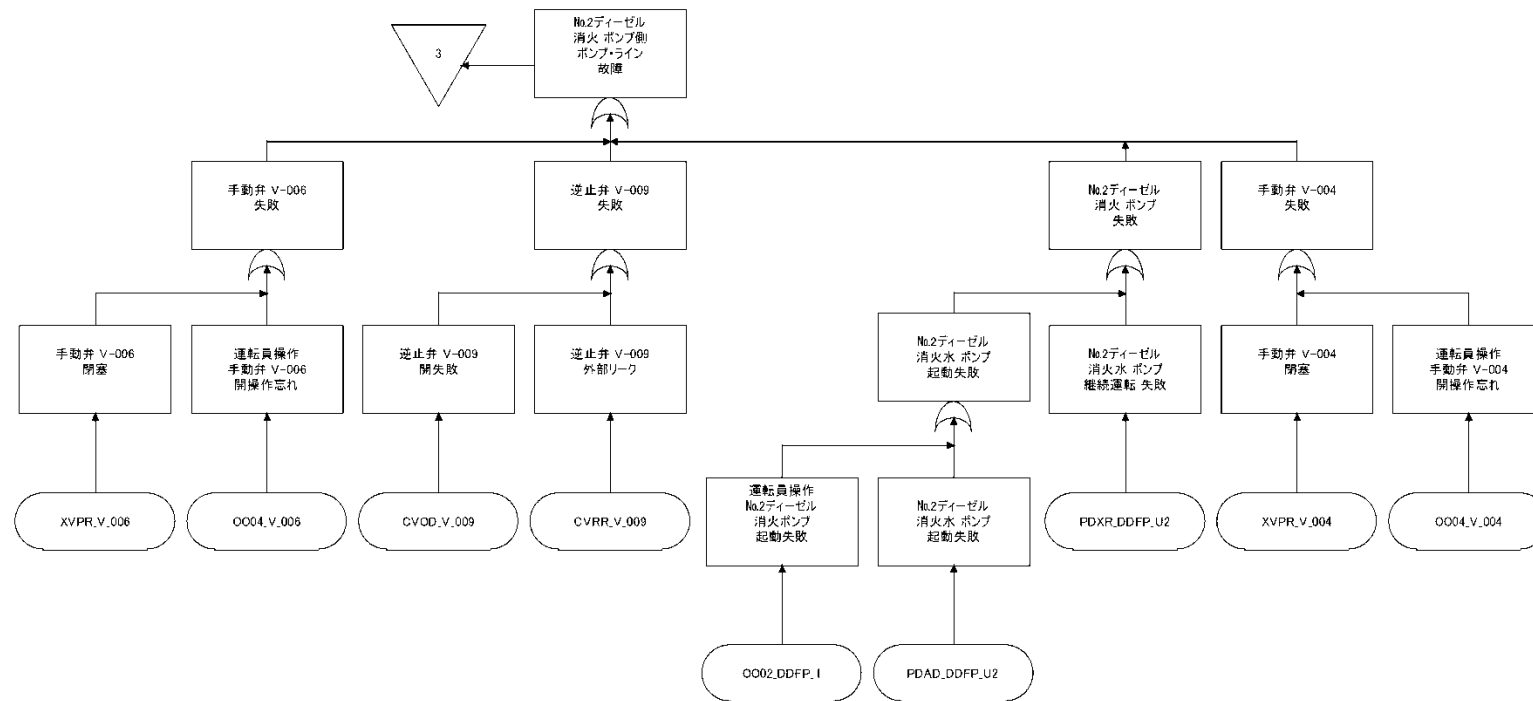 No.2ディーゼル
消火 ポンプ側
ポンプ・ライン
故障
3
手動弁 V-006
失敗
逆止弁 V-009
失敗
No.2ディーゼル
消火 ポンプ
失敗
手動弁 V-004
失敗
手動弁 V-006
閉塞
運転員操作
手動弁 V-006
開操作忘れ
逆止弁 V-009
開失敗
逆止弁 V-009
外部リーク
No.2ディーゼル
消火水 ポンプ
起動失敗
No.2ディーゼル
消火水 ポンプ
継続運転 失敗
手動弁 V-004
閉塞
運転員操作
手動弁 V-004
開操作忘れ
XVPR_V_006
OO04_V_006
CVOD_V_009
CVRR_V_009
運転員操作
No.2ディーゼル
消火ポンプ
起動失敗
No.2ディーゼル
消火水 ポンプ
起動失敗
PDXR_DDFP_U2
XVPR_V_004
OO04_V_004
OO02_DDFP_1
PDAD_DDFP_U2